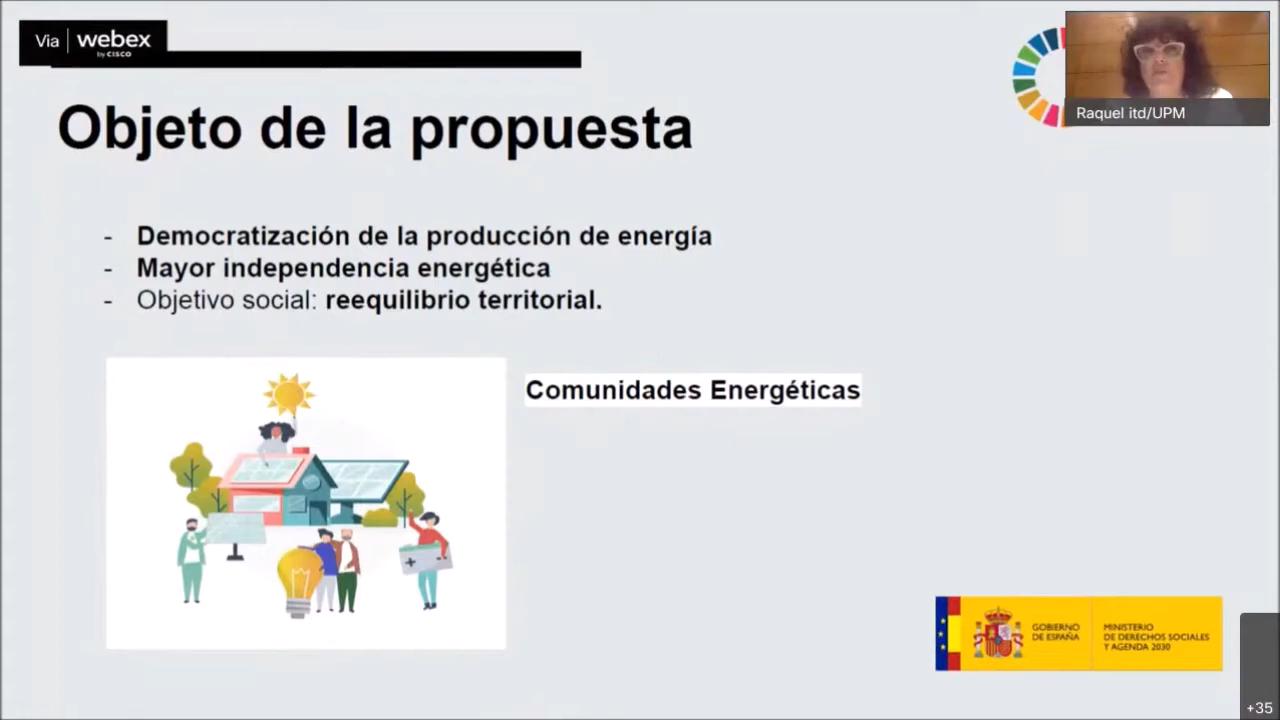 Via webex
by CISCO
Raquel itd/UPM
Objeto de la propuesta
- Democratización de la producción de energía
- Mayor independencia energética
- Objetivo social: reequilibrio territorial.
Comunidades Energéticas
GOBIERNO
DE ESPAÑA
MINISTERIO
DE DERECHOS SOCIALES
Y AGENDA 2030
+35